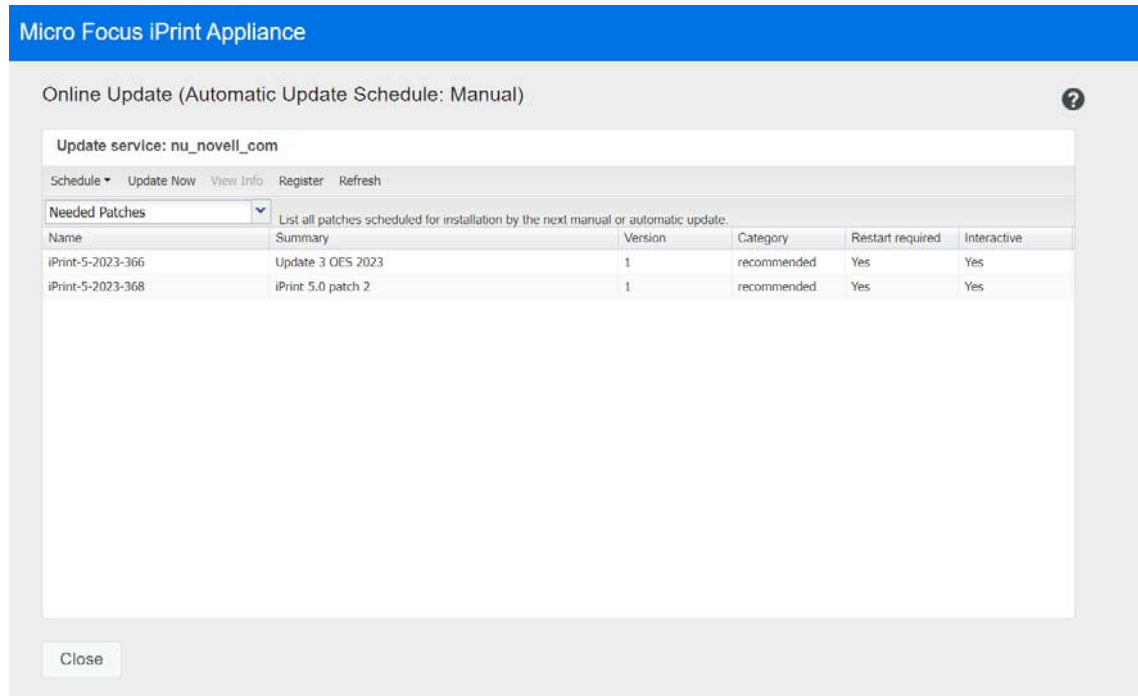 Micro Focus iPrint Appliance
Online Update (Automatic Update Schedule: Manual)
?
Update service: nu_novell_com
Schedule Update Now View Info Register Refresh
Needed Patches List all patches scheduled for installation by the next manual or automatic update.
Name Summary Version Category Restart required Interactive
iPrint-5-2023-366 Update 3 OES 2023 1 recommended Yes Yes
iPrint-5-2023-368 iPrint 5.0 patch 2 1 recommended Yes Yes
Close